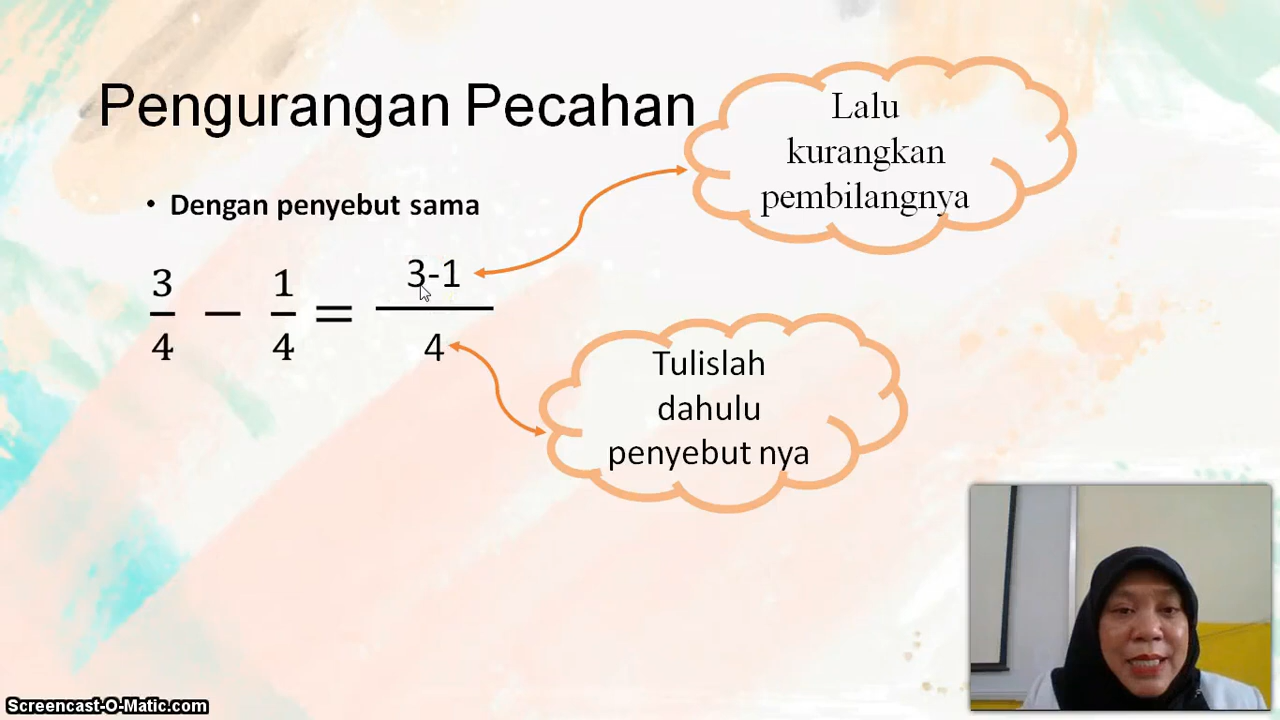 Pengurangan Pecahan
Lalu
kurangkan
pembilangnya
• Dengan penyebut sama
3/4 − 1/4 = 3-1/4
Tulislah
dahulu
penyebut nya
Screencast-O-Matic.com